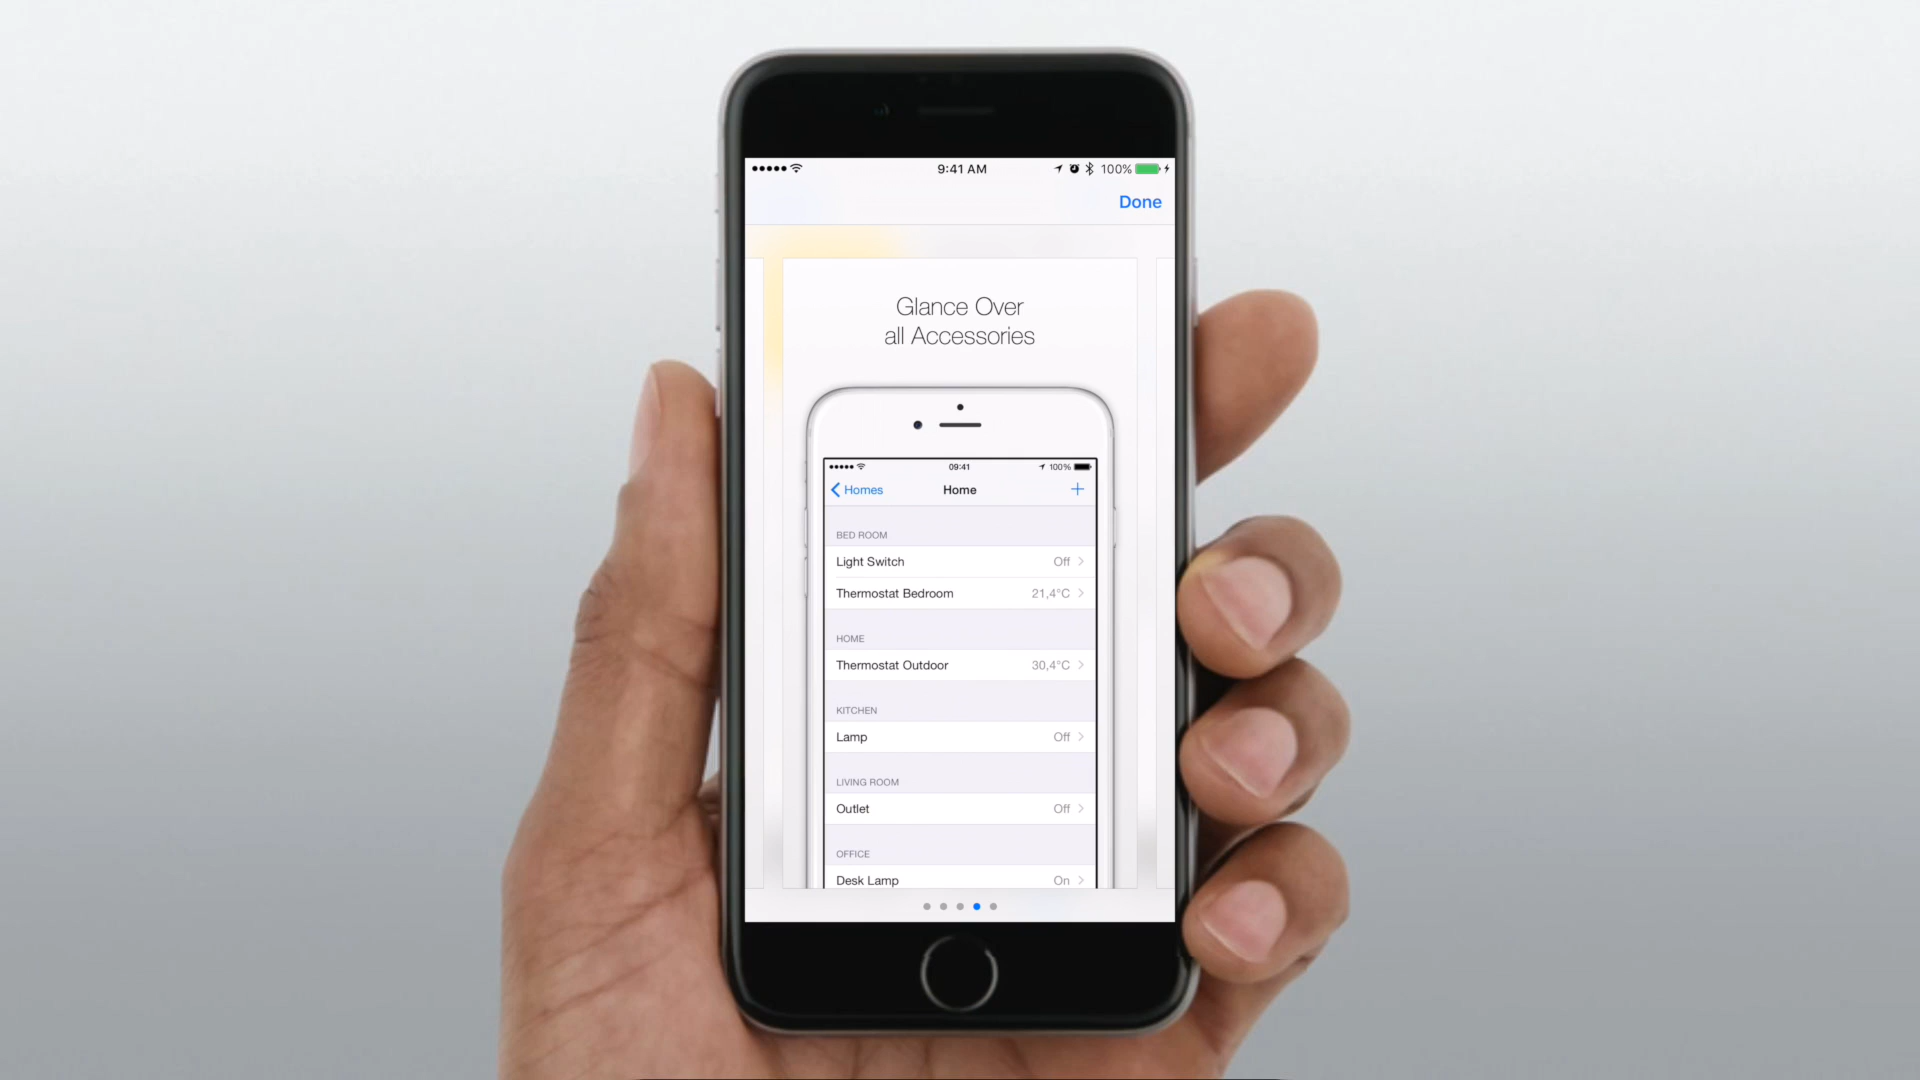 9:41 AM
100%
Done
Glance Over
all Accessories
09:41
100%
Homes
Home
BED ROOM
Light Switch
Off
Thermostat Bedroom
21,4°C
HOME
Thermostat Outdoor
30,4°C
KITCHEN
Lamp
Off
LIVING ROOM
Outlet
Off
OFFICE
Desk Lamp
On